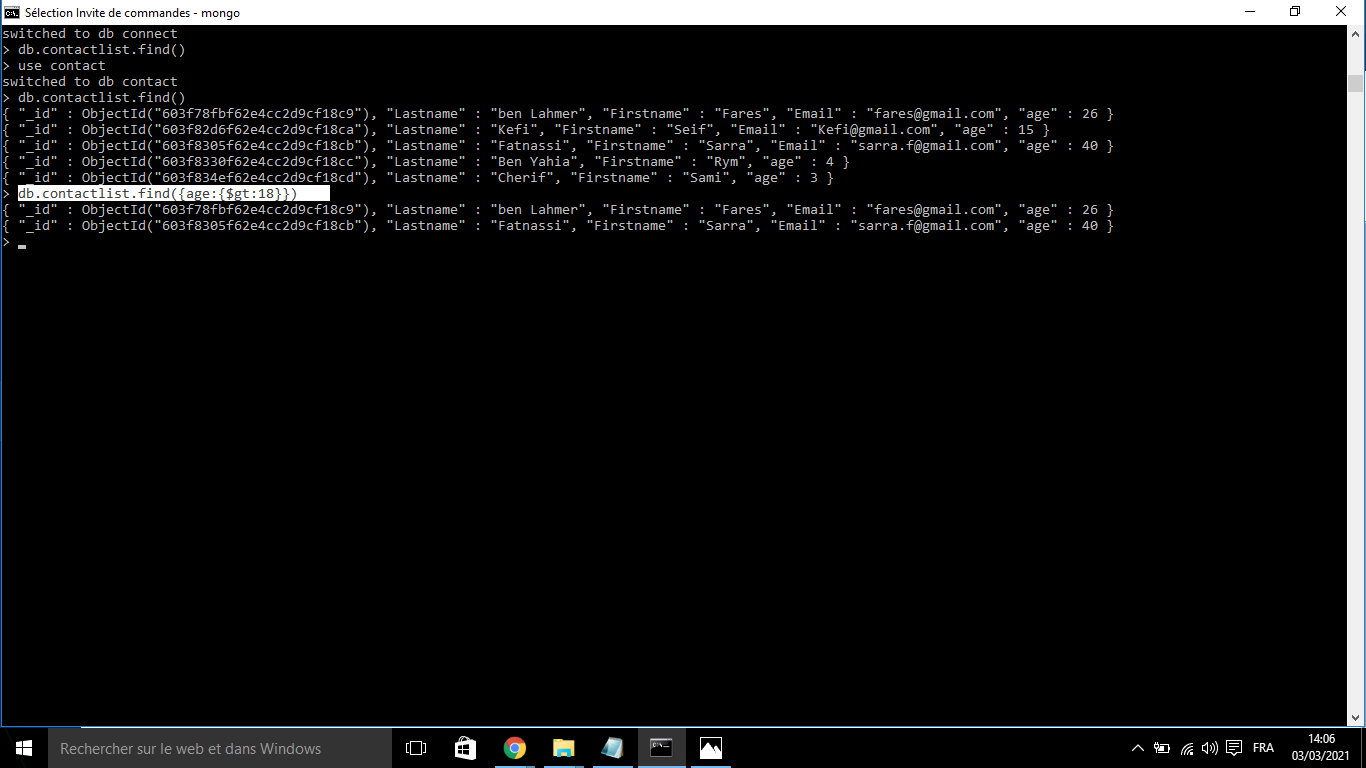 Sélection Invite de commandes - mongo
switched to db connect
> db.contactlist.find()
> use contact
switched to db contact
> db.contactlist.find()
{ "_id" : ObjectId("603f78fbf62e4cc2d9cf18c9"), "Lastname" : "ben Lahmer", "Firstname" : "Fares", "Email" : "fares@gmail.com", "age" : 26 }
{ "_id" : ObjectId("603f82d6f62e4cc2d9cf18ca"), "Lastname" : "Kefi", "Firstname" : "Seif", "Email" : "Kefi@gmail.com", "age" : 15 }
{ "_id" : ObjectId("603f8305f62e4cc2d9cf18cb"), "Lastname" : "Fatnassi", "Firstname" : "Sarra", "Email" : "sarra.f@gmail.com", "age" : 40 }
{ "_id" : ObjectId("603f8330f62e4cc2d9cf18cc"), "Lastname" : "Ben Yahia", "Firstname" : "Rym", "age" : 4 }
{ "_id" : ObjectId("603f834ef62e4cc2d9cf18cd"), "Lastname" : "Cherif", "Firstname" : "Sami", "age" : 3 }
> db.contactlist.find({age:{$gt:18}})
{ "_id" : ObjectId("603f78fbf62e4cc2d9cf18c9"), "Lastname" : "ben Lahmer", "Firstname" : "Fares", "Email" : "fares@gmail.com", "age" : 26 }
{ "_id" : ObjectId("603f8305f62e4cc2d9cf18cb"), "Lastname" : "Fatnassi", "Firstname" : "Sarra", "Email" : "sarra.f@gmail.com", "age" : 40 }
>
Rechercher sur le web et dans Windows
FRA
14:06
03/03/2021